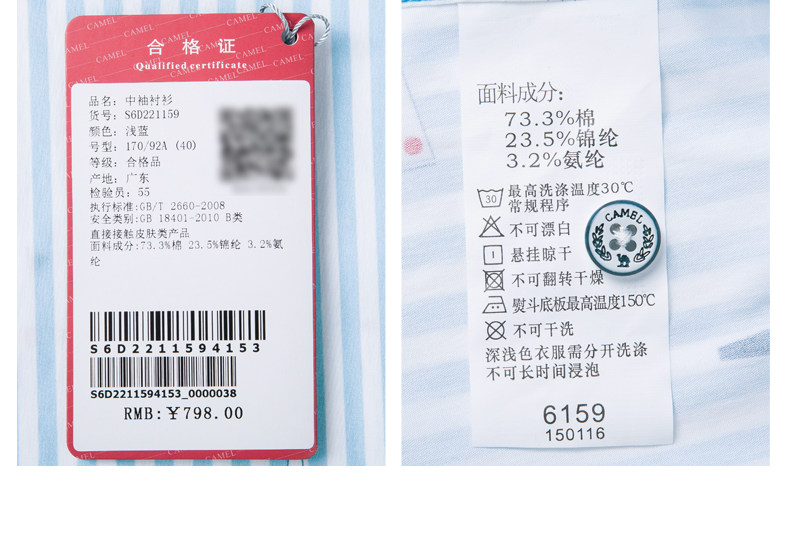 CAMEL
CAMEL
合格证
Qualified certificate
品名: 中袖衬衫
货号: S6D221159
颜色: 浅蓝
号型: 170/92A (40)
等级: 合格品
产地: 广东
检验员: 55
执行标准:GB/T 2660-2008
安全类别:GB 18401-2010 B类
直接接触皮肤类产品
面料成分:73.3%棉 23.5%锦纶 3.2%氨
纶
S6D2211594153
S6D2211594153_0000038
RMB:¥798.00
面料成分:
73.3%棉
23.5%锦纶
3.2%氨纶
30 最高洗涤温度30℃
常规程序
不可漂白
悬挂晾干
不可翻转干燥
熨斗底板最高温度150℃
不可干洗
深浅色衣服需分开洗涤
不可长时间浸泡
6159
150116
CAMEL